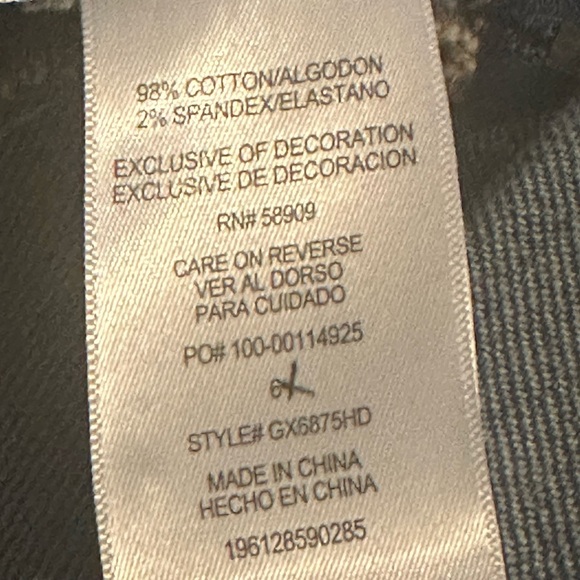 98% COTTON/ALGODON
2% SPANDEX/ELASTANO
EXCLUSIVE OF DECORATION
EXCLUSIVE DE DECORACION
RN# 58909
CARE ON REVERSE
VER AL DORSO
PARA CUIDADO
PO# 100-00114925
6
STYLE# GX6875HD
MADE IN CHINA
HECHO EN CHINA
196128590285